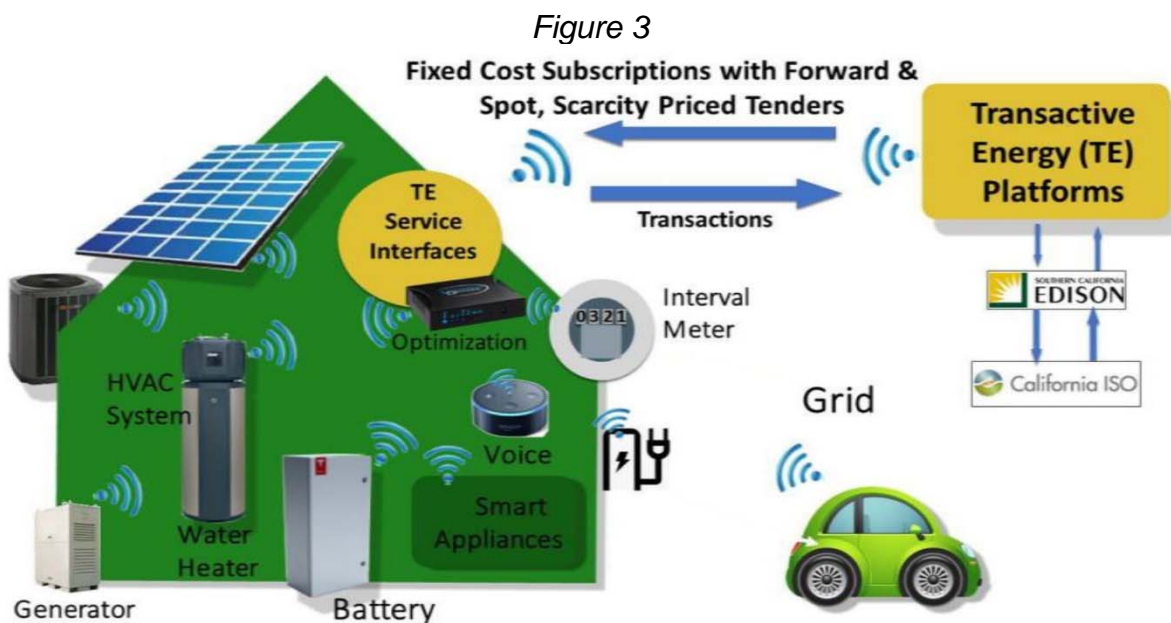 Figure 3
Fixed Cost Subscriptions with Forward &
Spot, Scarcity Priced Tenders
Transactive
Energy (TE)
Platforms
Transactions
TE
Service
Interfaces
SOUTHERN CALIFORNIA
EDISON
California ISO
Interval
Meter
0321
Optimization
HVAC
System
Grid
Voice
Smart
Appliances
Water
Heater
Generator
Battery